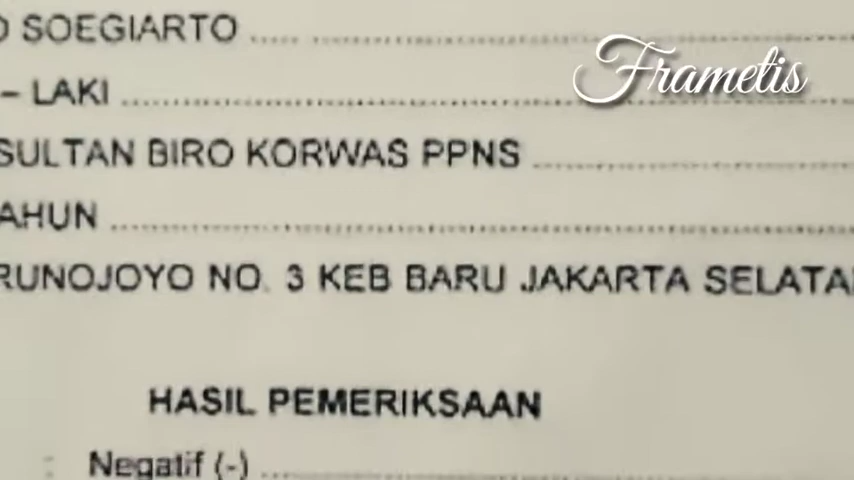 SOEGIARTO ..... ..............................
Frametis
– LAKI ..............................
SULTAN BIRO KORWAS PPNS ..............................
AHUN ..............................
RUNOJOYO NO. 3 KEB BARU JAKARTA SELATA
HASIL PEMERIKSAAN
: Negatif (-) ..............................